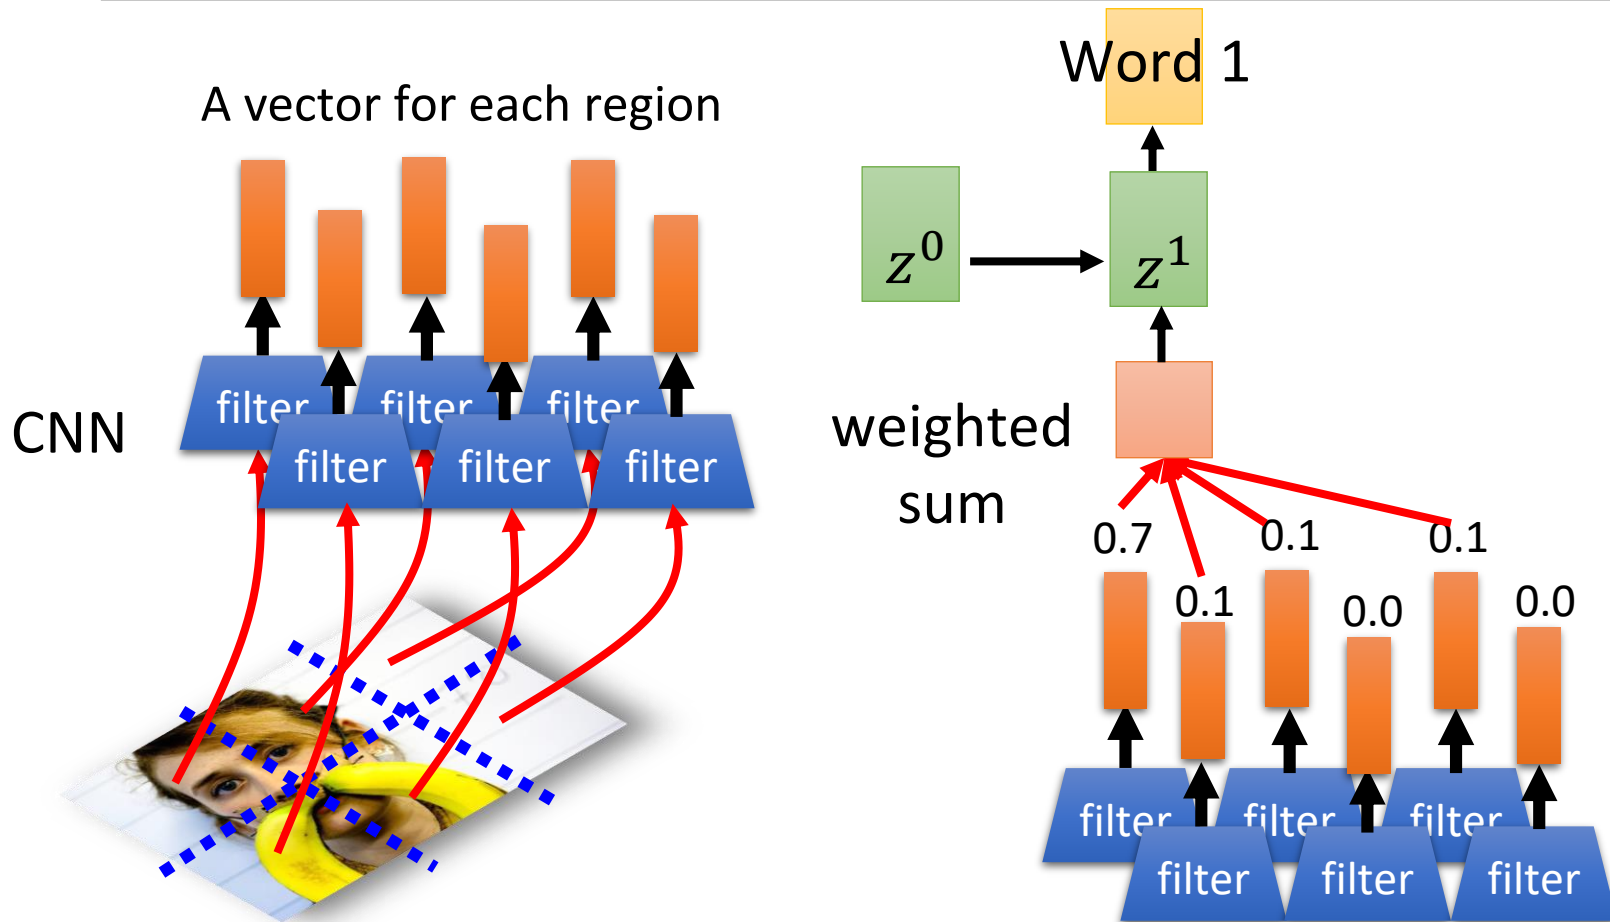 A vector for each region
CNN
filter
filter
filter
filter
filter
filter
Word 1
z⁰
z¹
weighted
sum
0.7
0.1
0.1
0.1
0.0
0.0
filter
filter
filter
filter
filter
filter